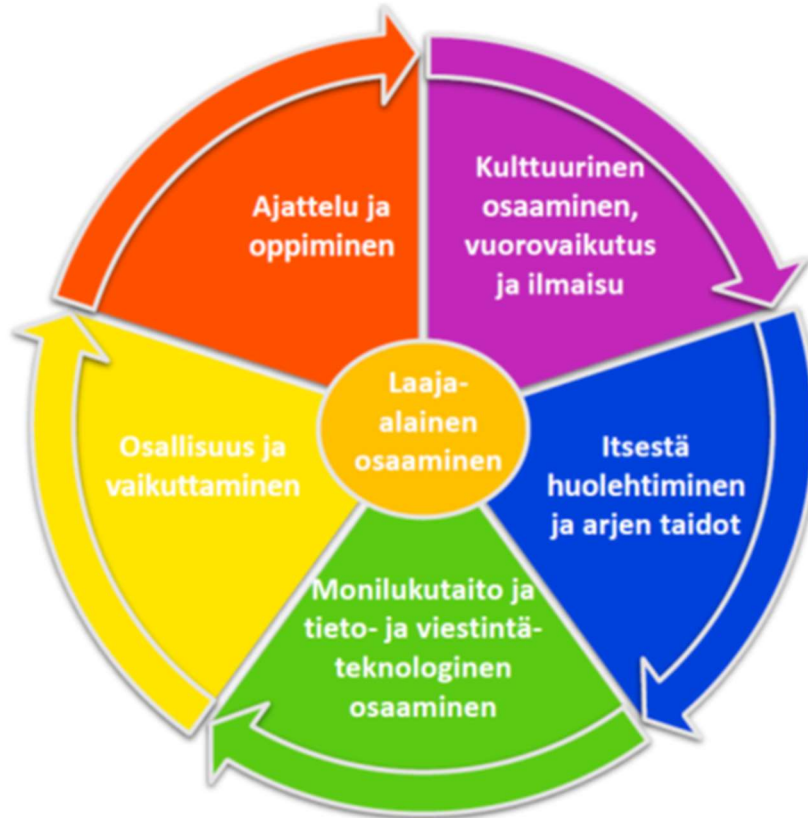 Ajattelu ja
oppiminen
Kulttuurinen
osaaminen,
vuorovaikutus
ja ilmaisu
Laaja-
alainen
osaaminen
Osallisuus ja
vaikuttaminen
Itsestä
huolehtiminen
ja arjen taidot
Monilukutaito ja
tieto- ja viestintä-
teknologinen
osaaminen